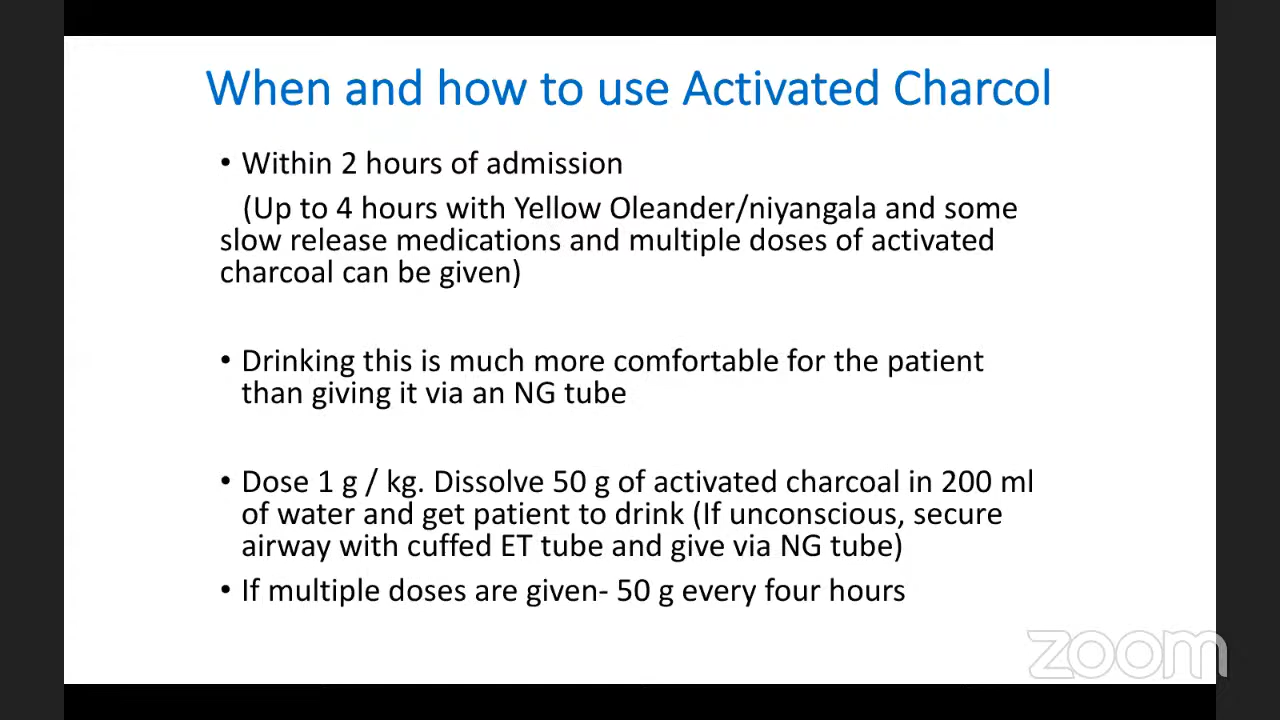 When and how to use Activated Charcol
• Within 2 hours of admission
(Up to 4 hours with Yellow Oleander/niyangala and some
slow release medications and multiple doses of activated
charcoal can be given)
• Drinking this is much more comfortable for the patient
than giving it via an NG tube
• Dose 1 g / kg. Dissolve 50 g of activated charcoal in 200 ml
of water and get patient to drink (If unconscious, secure
airway with cuffed ET tube and give via NG tube)
• If multiple doses are given- 50 g every four hours
zoom